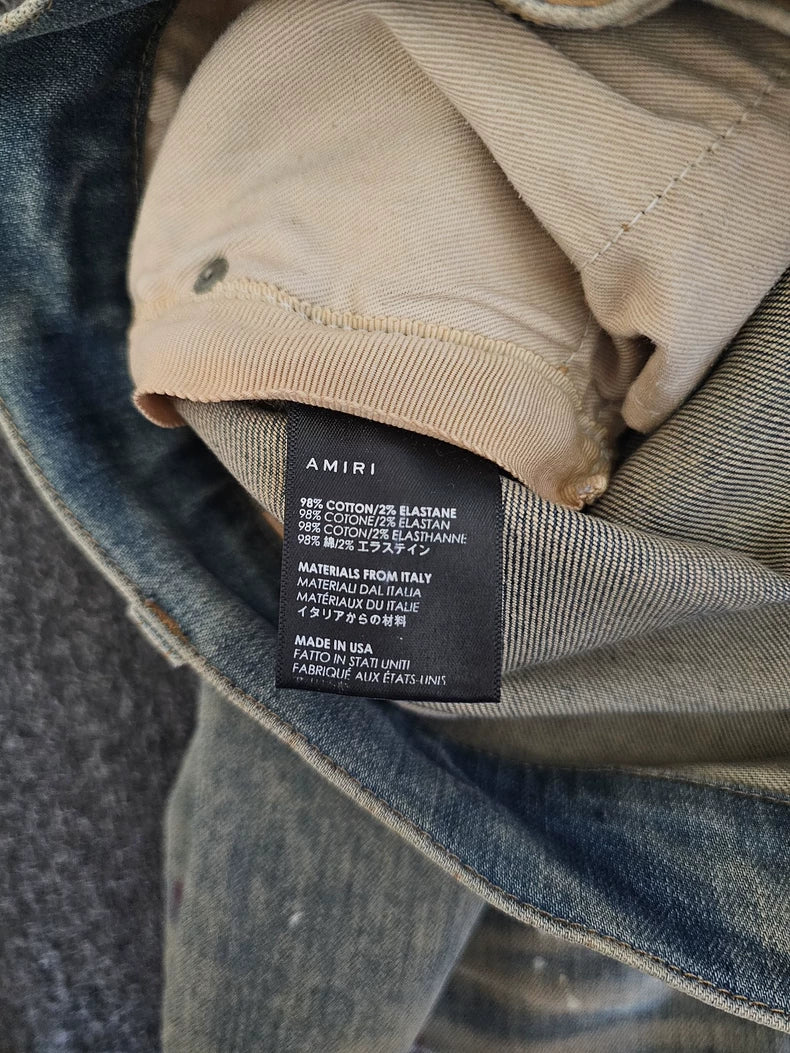 AMIRI
98% COTTON/2% ELASTANE
98% COTONE/2% ELASTAN
98% COTON/2% ELASTHANNE
98% 綿/2% エラステイン
MATERIALS FROM ITALY
MATERIALI DAL ITALIA
MATÉRIAUX DU ITALIE
イタリアからの材料
MADE IN USA
FATTO IN STATI UNITI
FABRIQUÉ AUX ÉTATS-UNIS